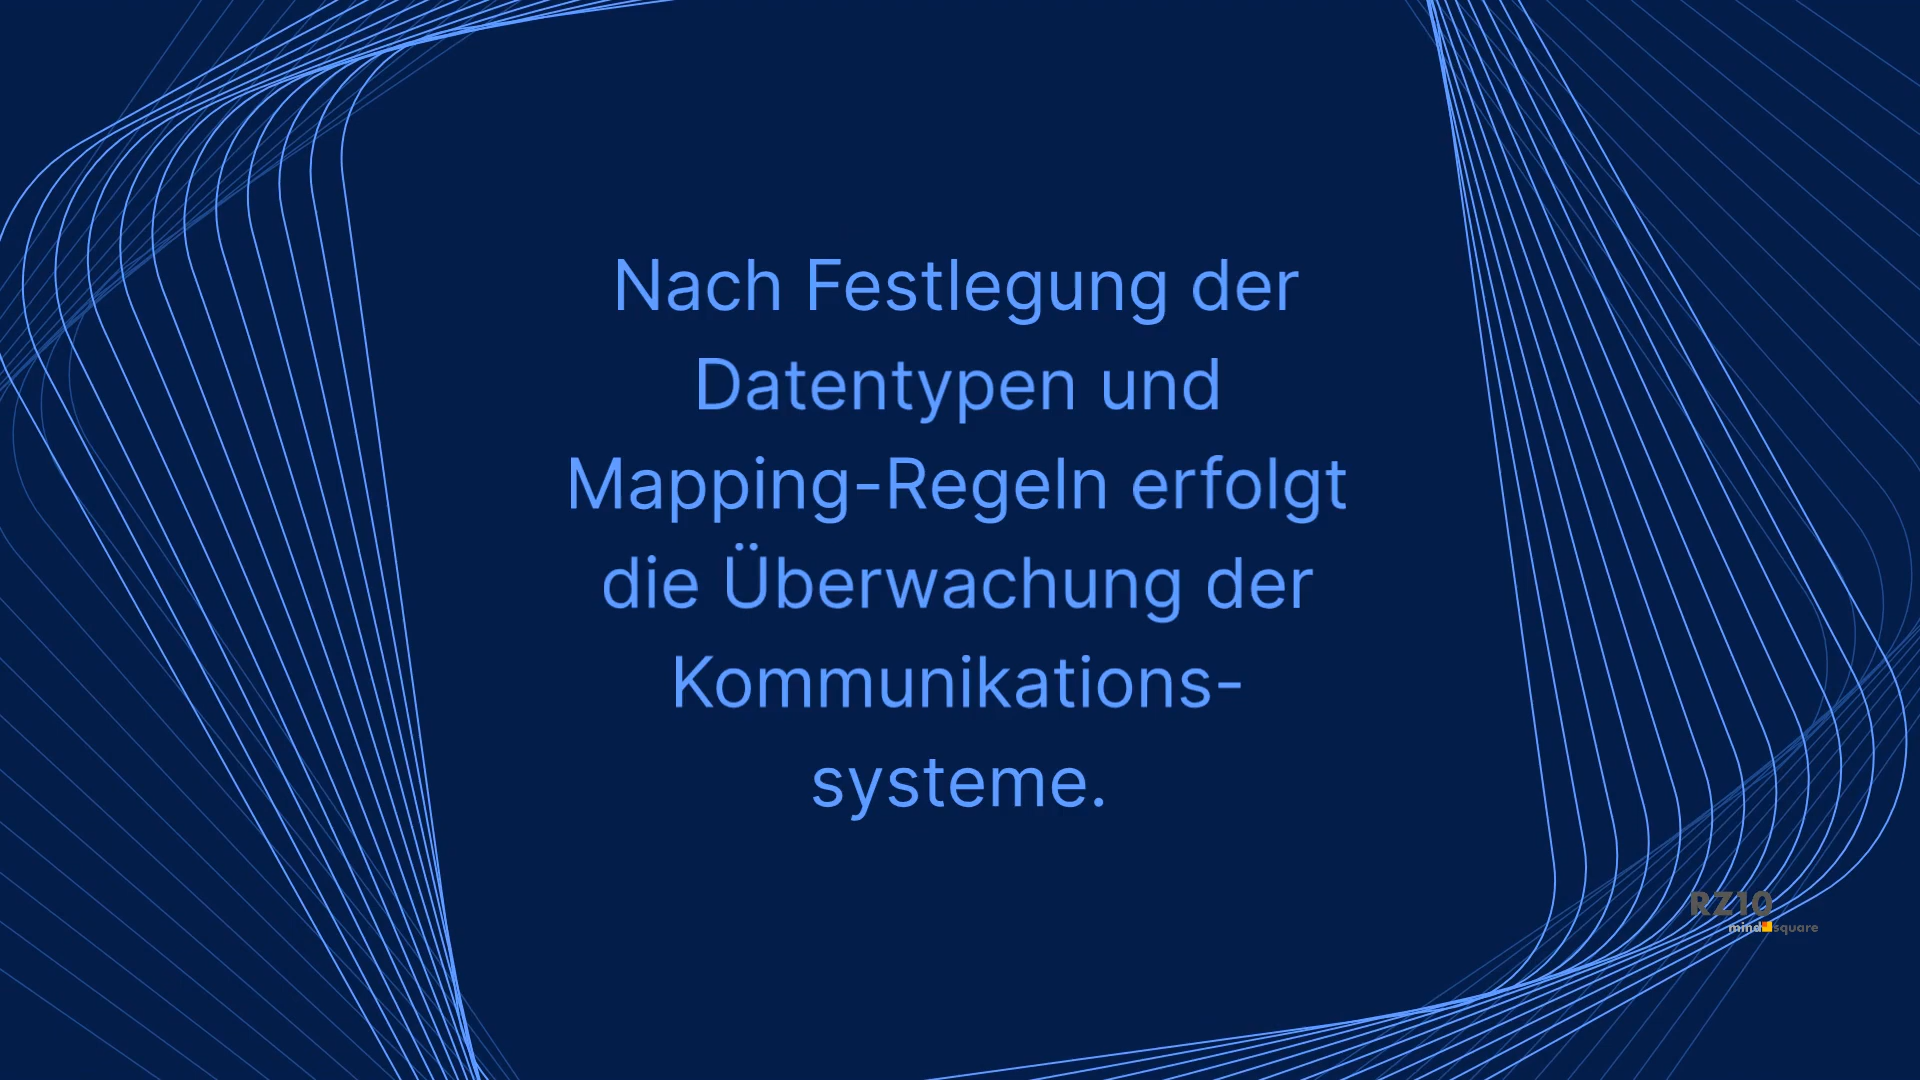 Nach Festlegung der
Datentypen und
Mapping-Regeln erfolgt
die Überwachung der
Kommunikations-
systeme.
RZ10
mindsquare